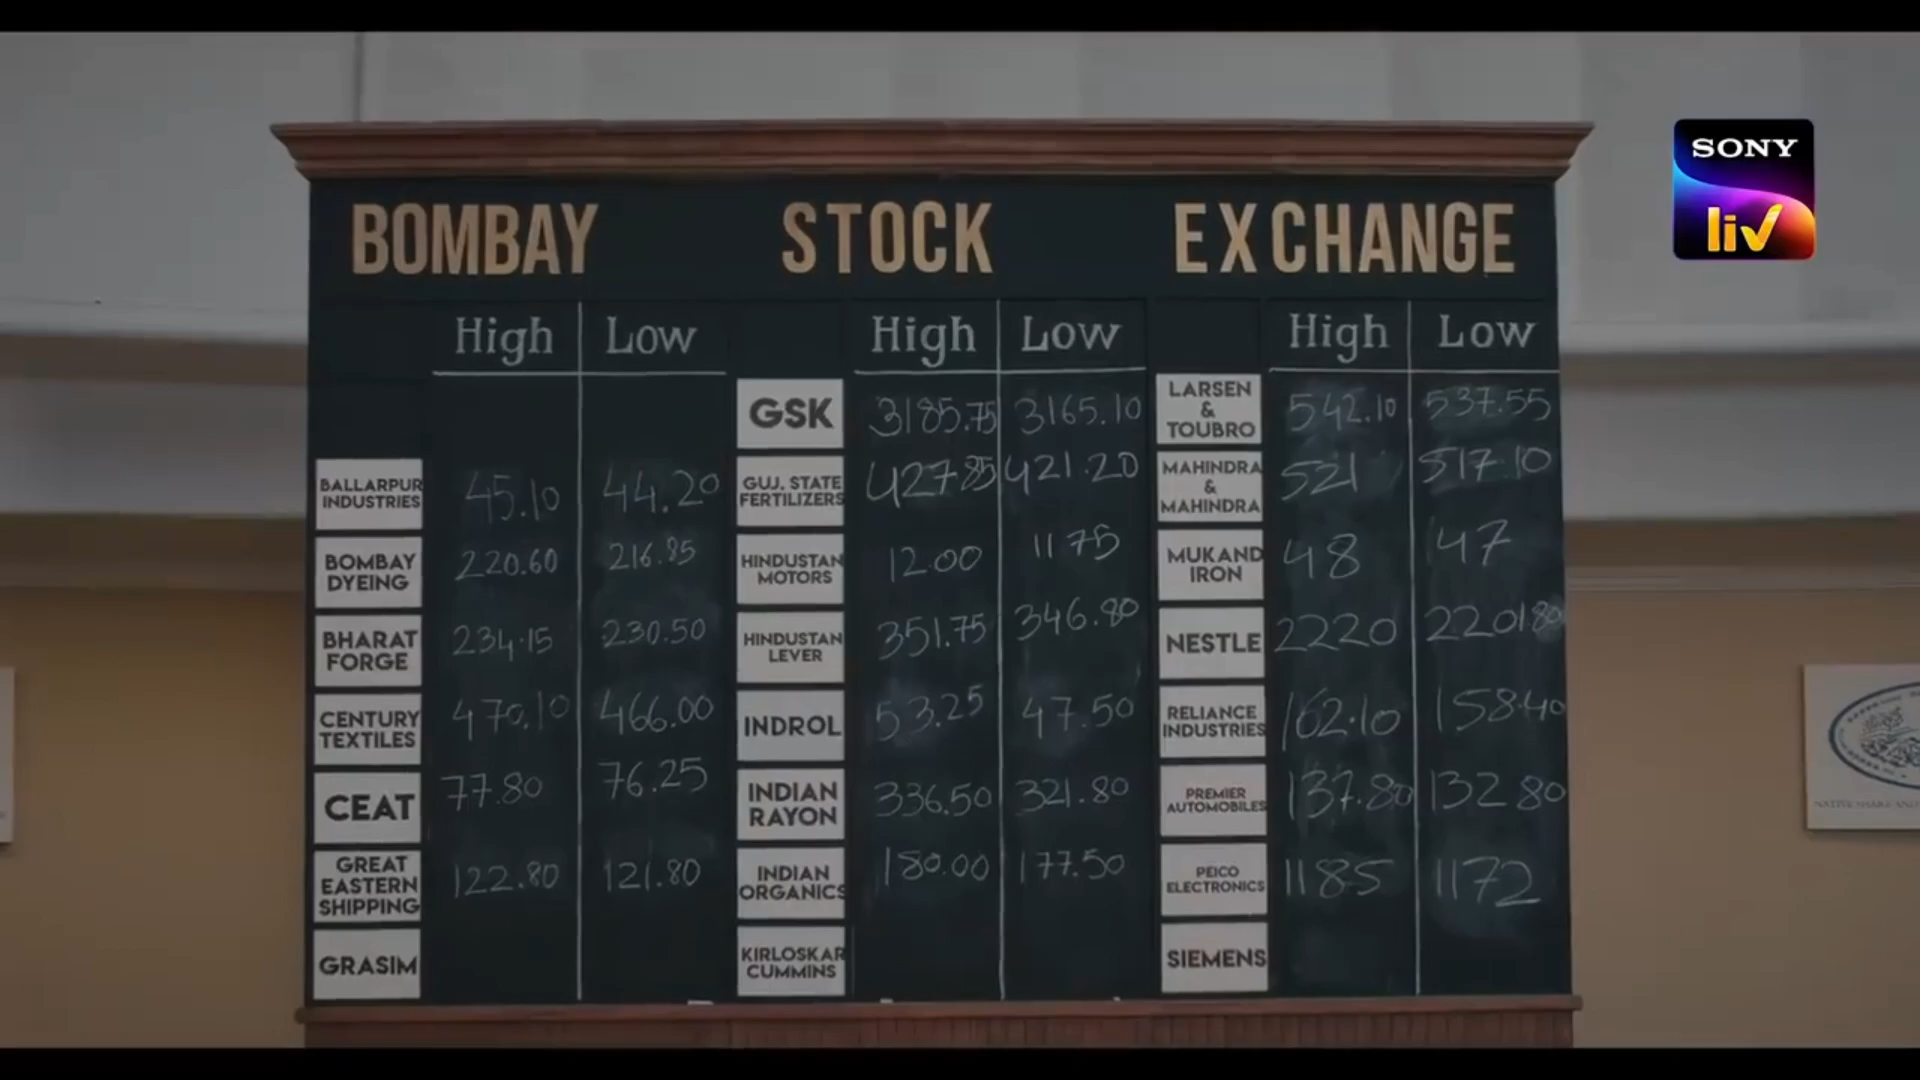 SONY
liv
BOMBAY STOCK EXCHANGE
High Low High Low High Low
GSK 3185.75 3165.10
LARSEN & TOUBRO 542.10 537.55
BALLARPUR INDUSTRIES 45.10 44.20
GUJ. STATE FERTILIZERS 427.85 421.20
MAHINDRA & MAHINDRA 521 517.10
BOMBAY DYEING 220.60 216.85
HINDUSTAN MOTORS 12.00 11 75
MUKAND IRON 48 47
BHARAT FORGE 234.15 230.50
HINDUSTAN LEVER 351.75 346.80
NESTLE 2220 2201.80
CENTURY TEXTILES 470.10 466.00
INDROL 53.25 47.50
RELIANCE INDUSTRIES 162.10 158.40
CEAT 77.80 76.25
INDIAN RAYON 336.50 321.80
PREMIER AUTOMOBILES 137.80 132 80
GREAT EASTERN SHIPPING 122.80 121.80
INDIAN ORGANICS 180.00 177.50
PEICO ELECTRONICS 1185 1172
GRASIM
KIRLOSKAR CUMMINS
SIEMENS